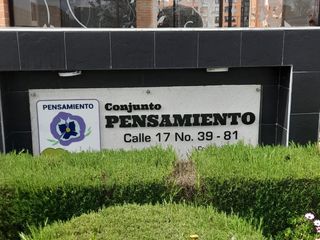 PENSAMIENTO
Conjunto
PENSAMIENTO
Calle 17 No. 39 - 81